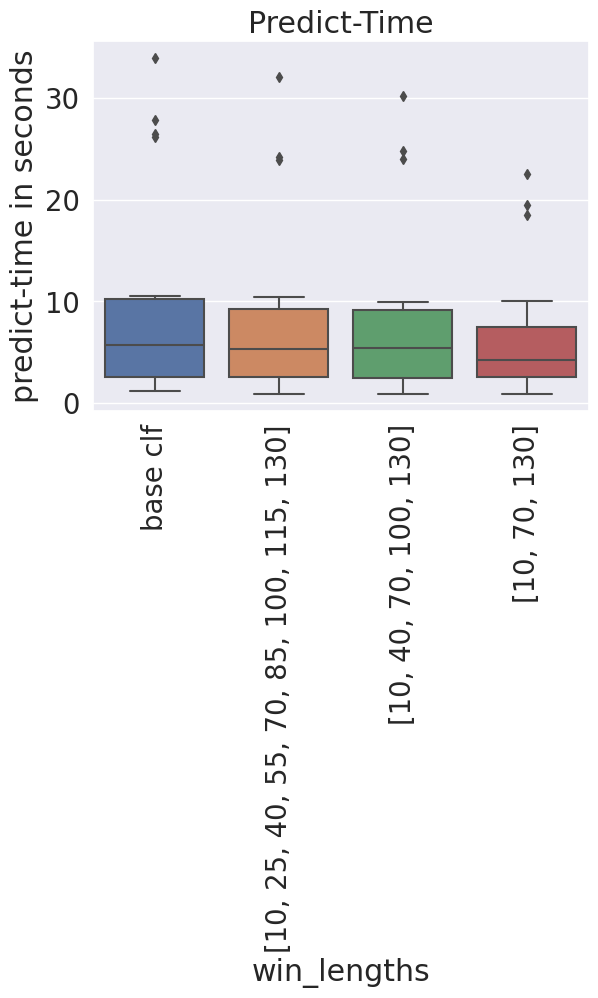 Predict-Time
predict-time in seconds
30
20
10
0
base clf
[10, 25, 40, 55, 70, 85, 100, 115, 130]
[10, 40, 70, 100, 130]
[10, 70, 130]
win_lengths